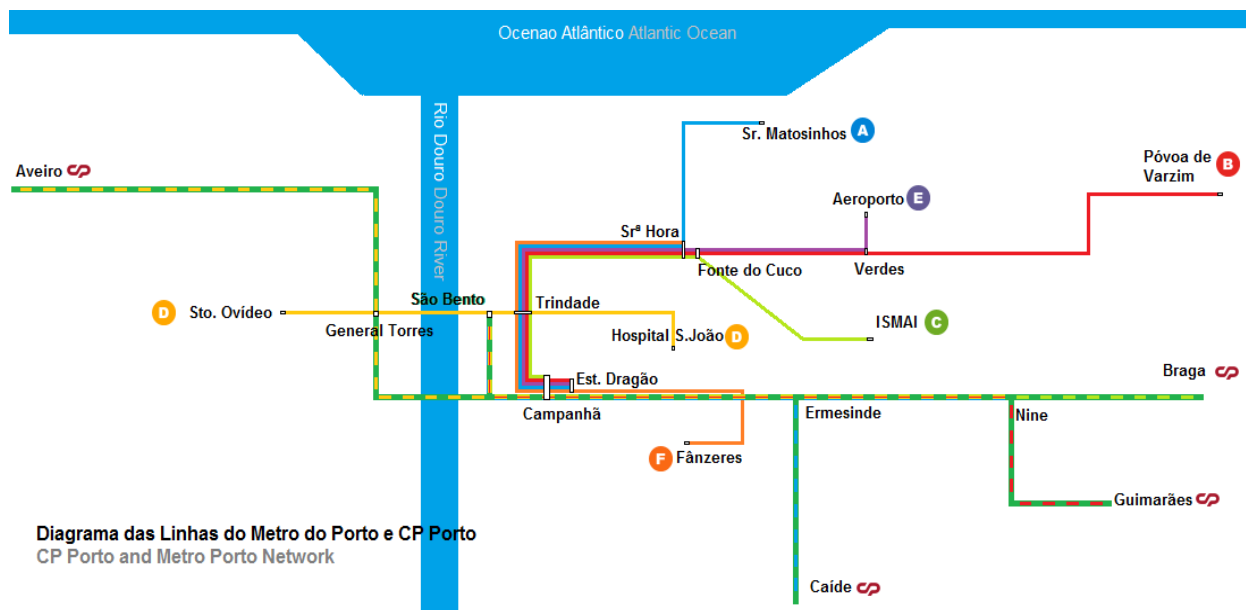 Ocenao Atlântico Atlantic Ocean
Rio Douro Douro River
Sr. Matosinhos A
Póvoa de
Varzim
B
Aveiro
Aeroporto E
Srª Hora
Fonte do Cuco
Verdes
São Bento
Trindade
D Sto. Ovídeo
General Torres
Hospital S.João D
ISMAI C
Est. Dragão
Braga
Campanhã
Ermesinde
Nine
F Fânzeres
Guimarães
Diagrama das Linhas do Metro do Porto e CP Porto
CP Porto and Metro Porto Network
Caíde